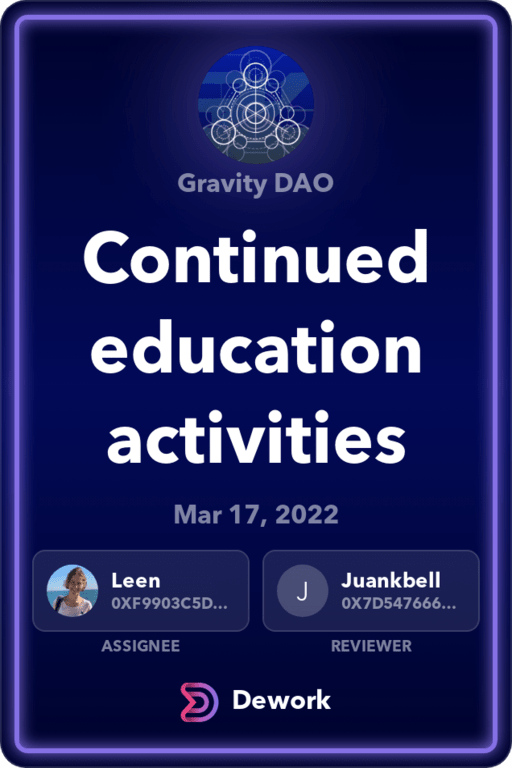 Gravity DAO
Continued
education
activities
Mar 17, 2022
Leen
0XF9903C5D...
ASSIGNEE
J
Juankbell
0X7D547666...
REVIEWER
Dework